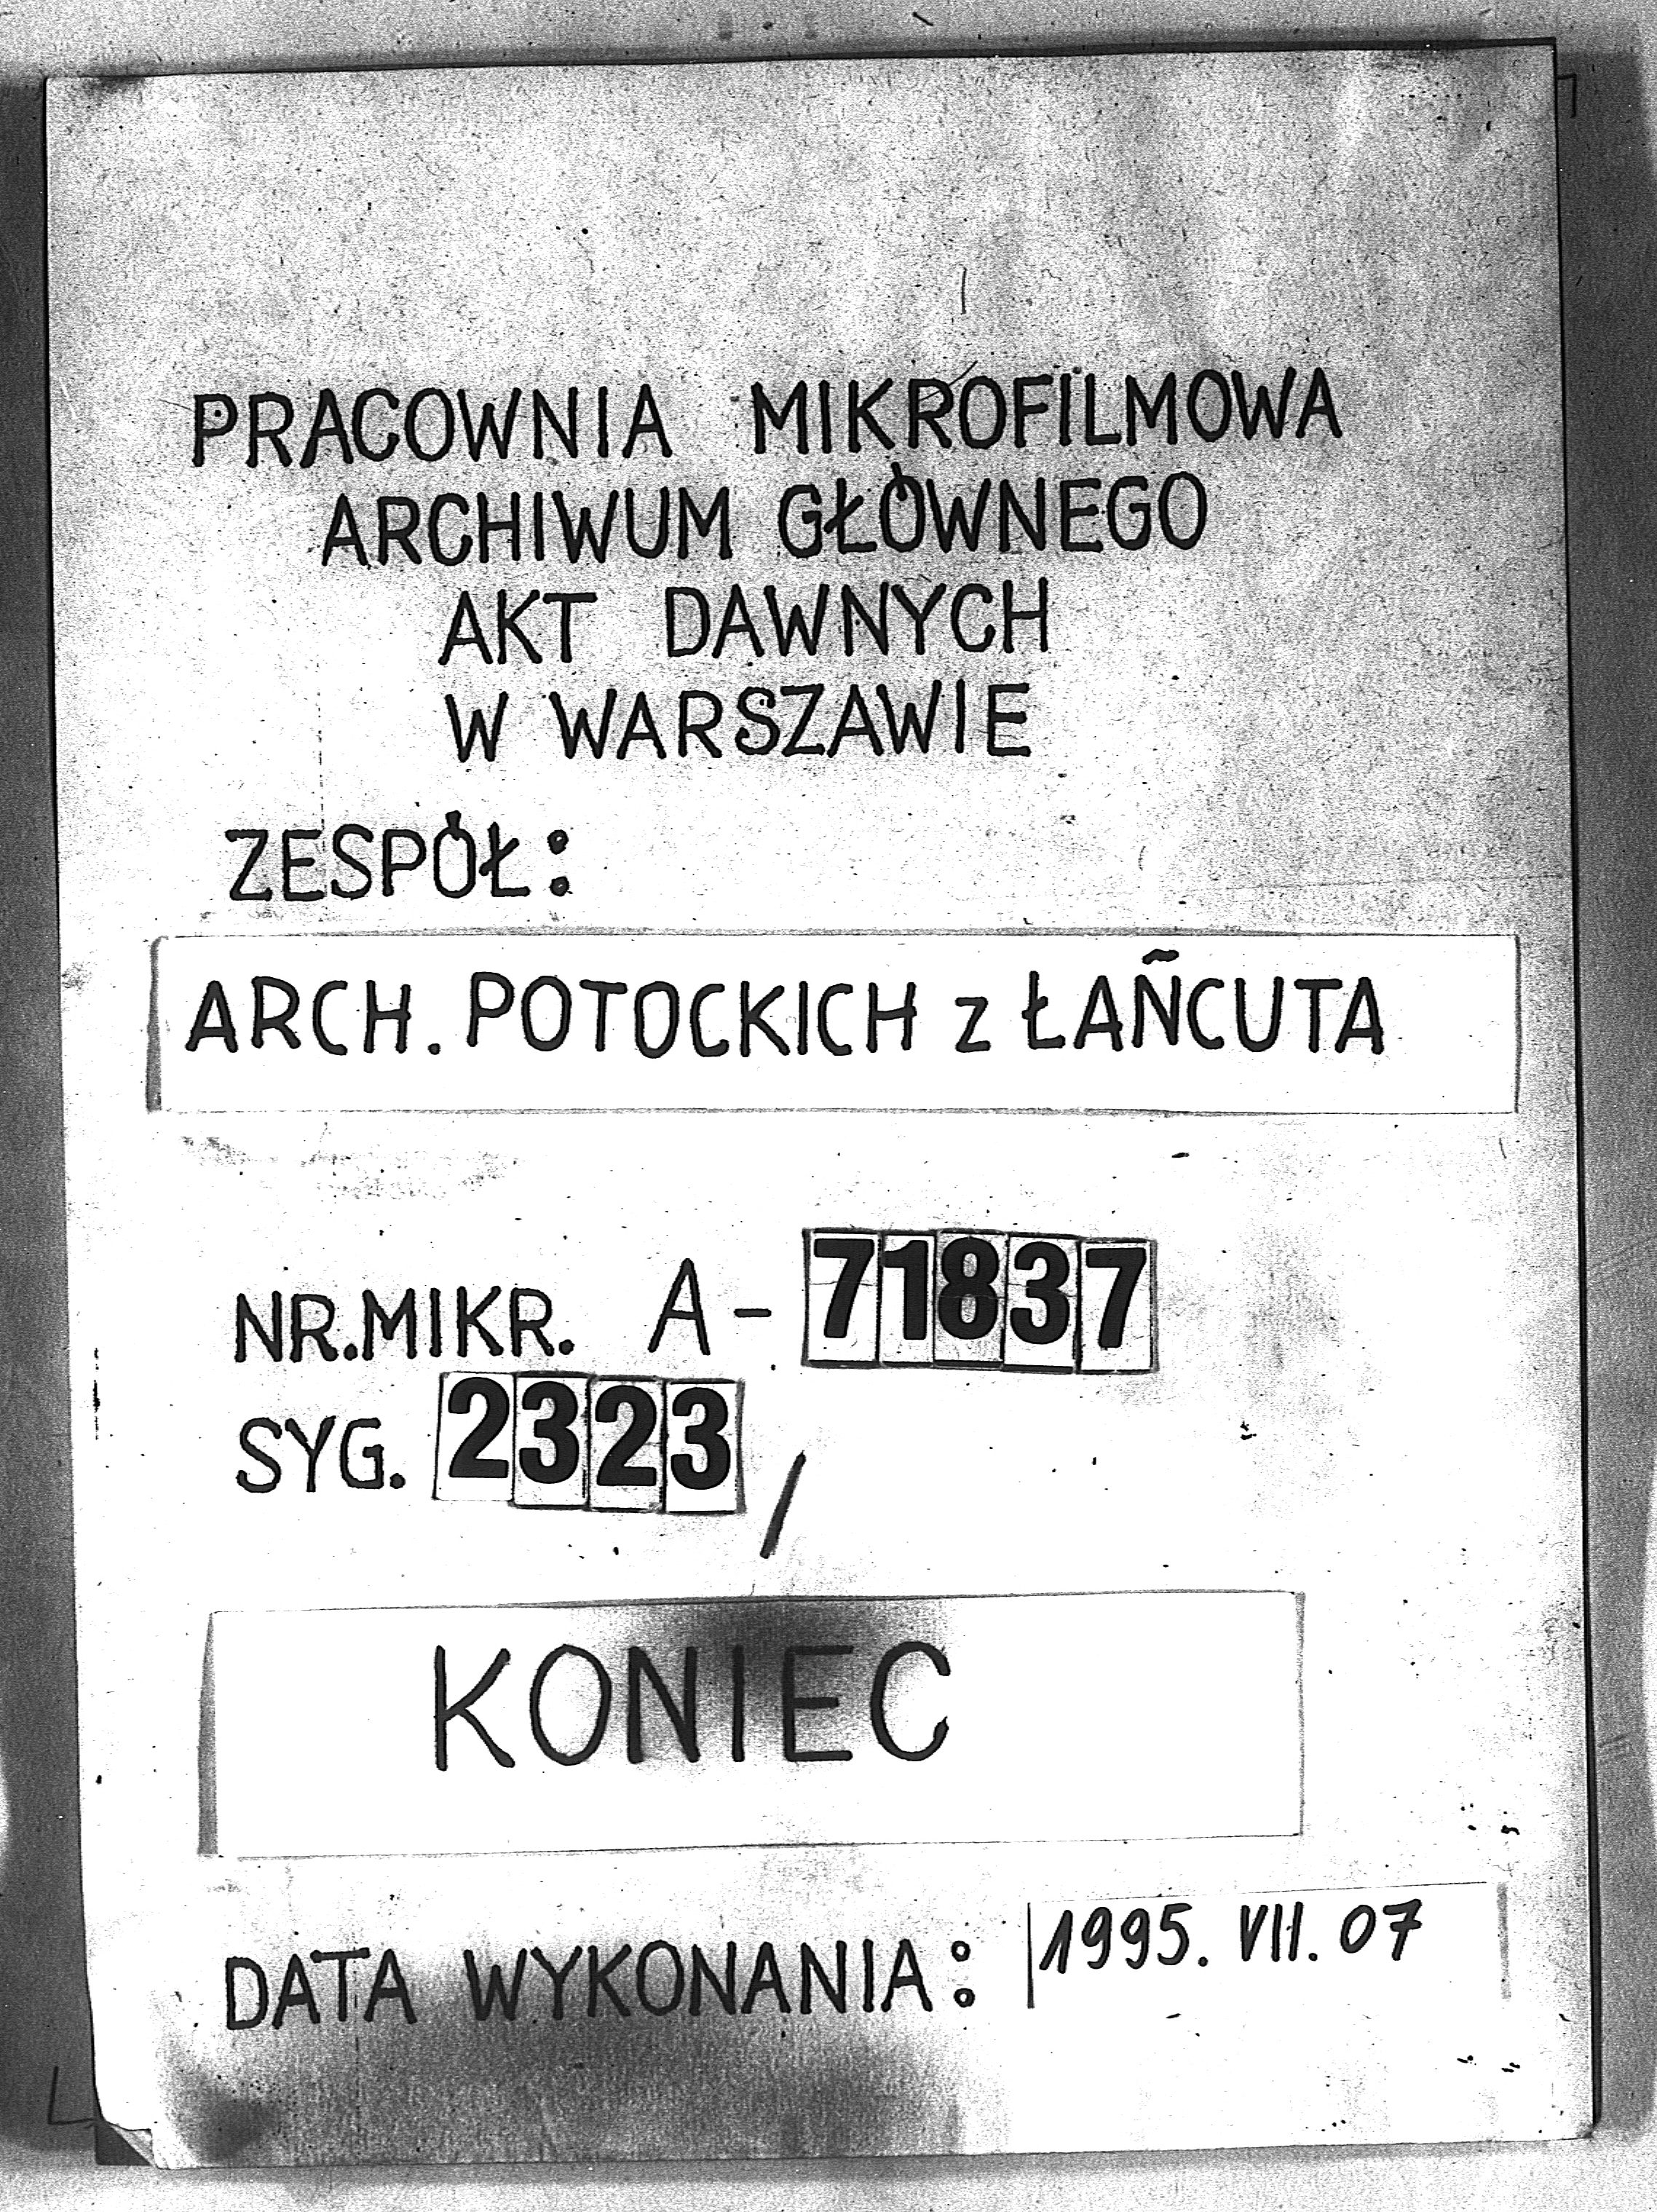 PRACOWNIA MIKROFILMOWA
ARCHIWUM GŁÓWNEGO
AKT DAWNYCH
W WARSZAWIE
ZESPÓŁ:
ARCH. POTOCKICH z ŁAŃCUTA
NR.MIKR. A-71837
SYG. 2323/
KONIEC
DATA WYKONANIA: 1995. VII. 07